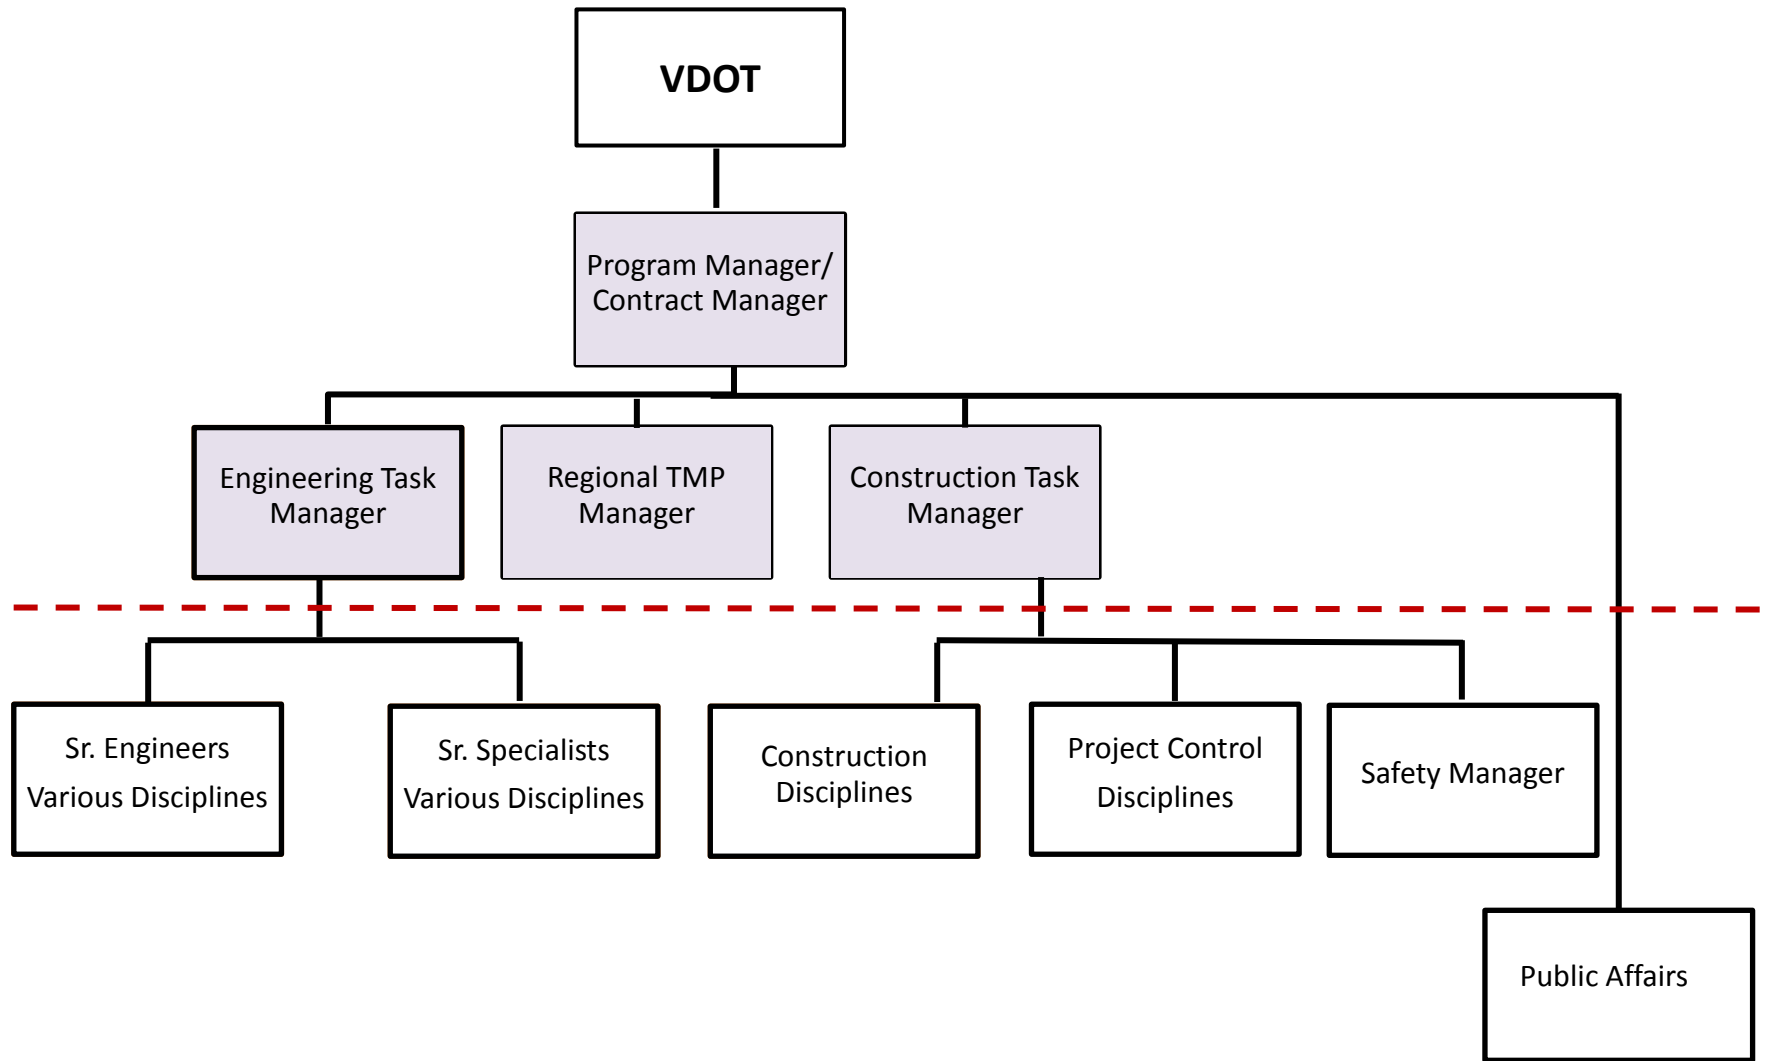 VDOT
Program Manager/
Contract Manager
Engineering Task
Manager
Regional TMP
Manager
Construction Task
Manager
Sr. Engineers
Various Disciplines
Sr. Specialists
Various Disciplines
Construction
Disciplines
Project Control
Disciplines
Safety Manager
Public Affairs